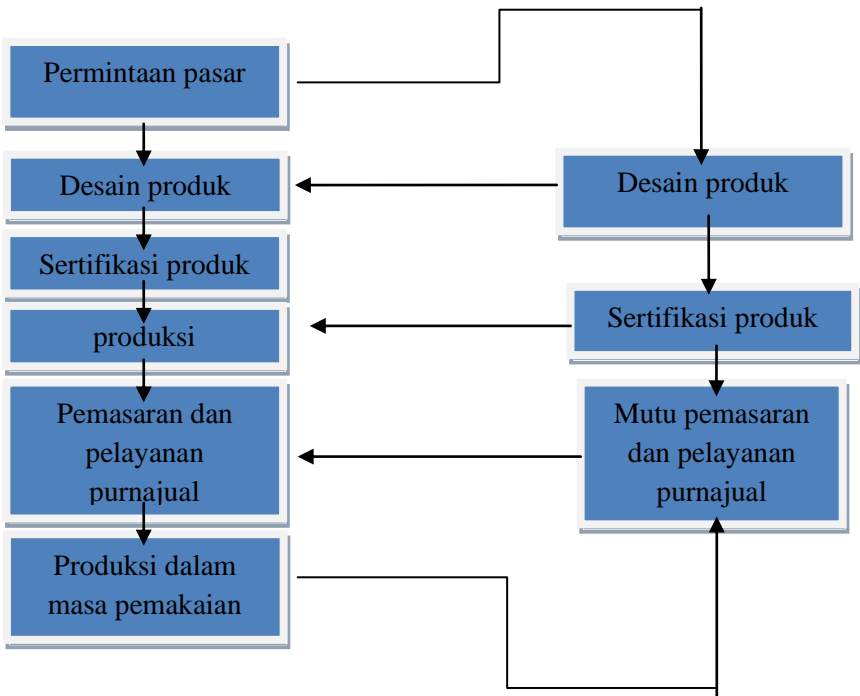 Permintaan pasar
Desain produk
Sertifikasi produk
produksi
Pemasaran dan
pelayanan
purnajual
Produksi dalam
masa pemakaian
Desain produk
Sertifikasi produk
Mutu pemasaran
dan pelayanan
purnajual